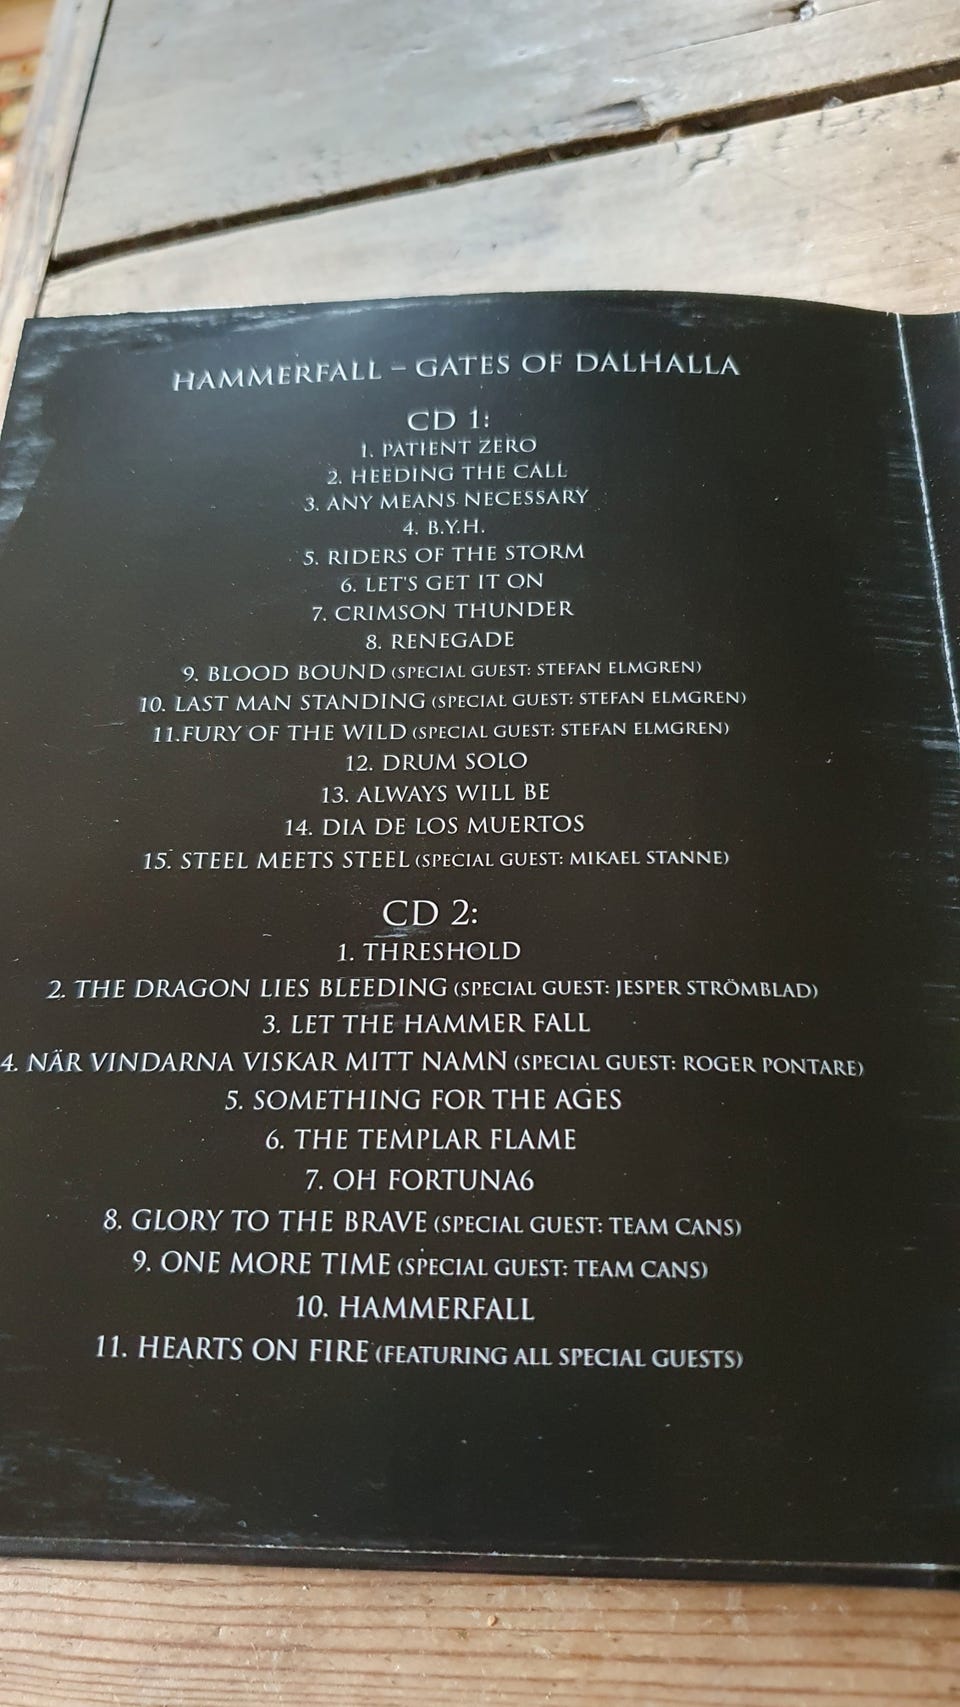 HAMMERFALL – GATES OF DALHALLA
CD 1:
1. PATIENT ZERO
2. HEEDING THE CALL
3. ANY MEANS NECESSARY
4. B.Y.H.
5. RIDERS OF THE STORM
6. LET'S GET IT ON
7. CRIMSON THUNDER
8. RENEGADE
9. BLOOD BOUND (SPECIAL GUEST: STEFAN ELMGREN)
10. LAST MAN STANDING (SPECIAL GUEST: STEFAN ELMGREN)
11.FURY OF THE WILD (SPECIAL GUEST: STEFAN ELMGREN)
12. DRUM SOLO
13. ALWAYS WILL BE
14. DIA DE LOS MUERTOS
15. STEEL MEETS STEEL (SPECIAL GUEST: MIKAEL STANNE)
CD 2:
1. THRESHOLD
2. THE DRAGON LIES BLEEDING (SPECIAL GUEST: JESPER STRÖMBLAD)
3. LET THE HAMMER FALL
4. NÄR VINDARNA VISKAR MITT NAMN (SPECIAL GUEST: ROGER PONTARE)
5. SOMETHING FOR THE AGES
6. THE TEMPLAR FLAME
7. OH FORTUNA6
8. GLORY TO THE BRAVE (SPECIAL GUEST: TEAM CANS)
9. ONE MORE TIME (SPECIAL GUEST: TEAM CANS)
10. HAMMERFALL
11. HEARTS ON FIRE (FEATURING ALL SPECIAL GUESTS)